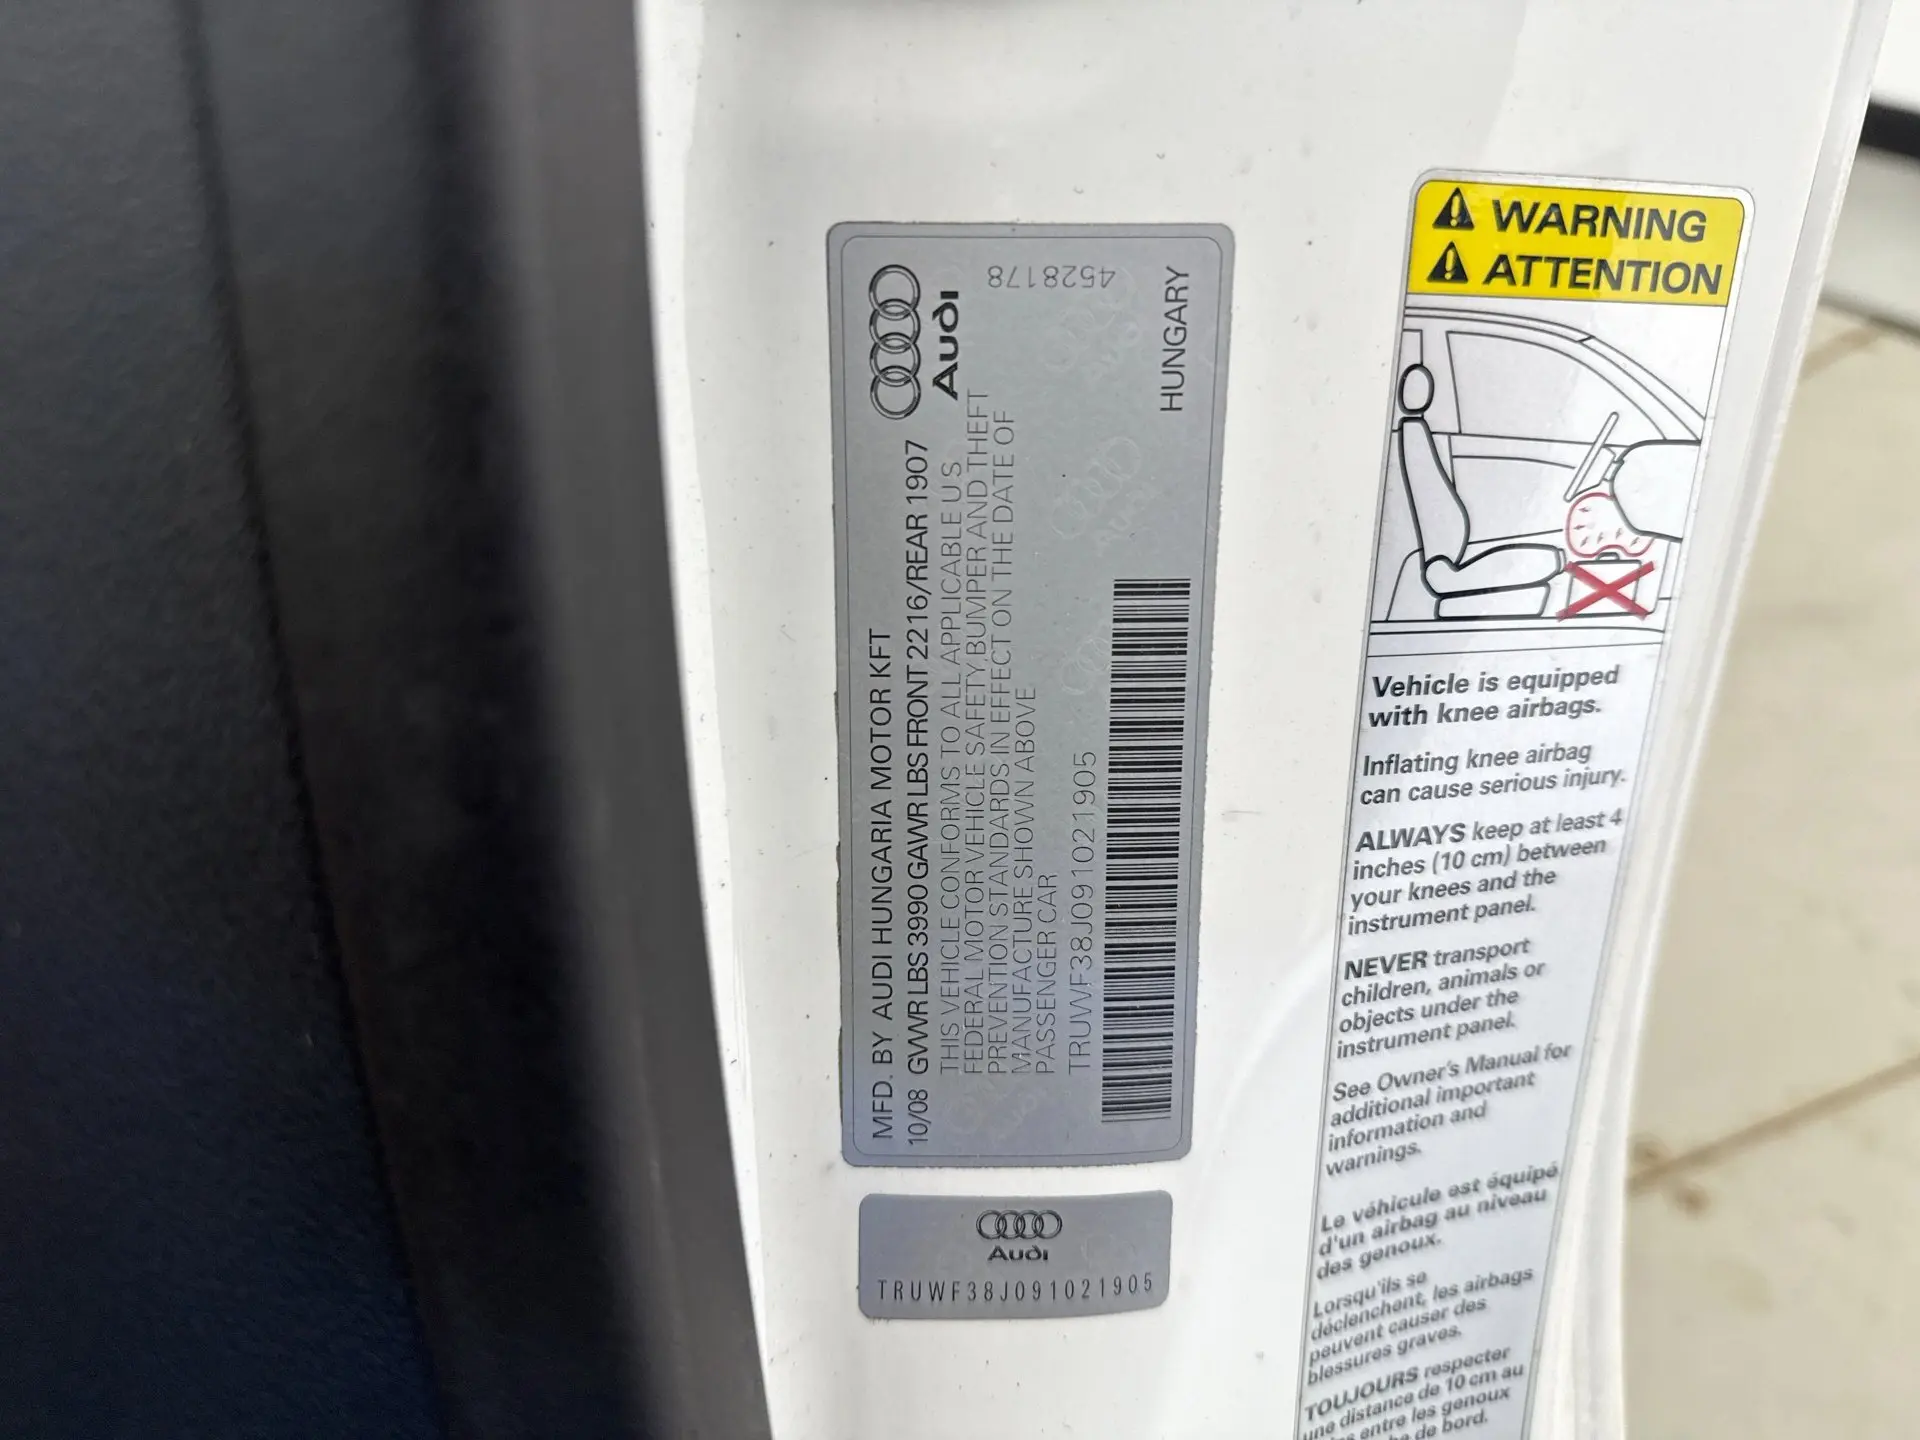 MFD. BY AUDI HUNGARIA MOTOR KFT
10/08 GVWR LBS 3990 GAWR LBS FRONT 2216/REAR 1907
THIS VEHICLE CONFORMS TO ALL APPLICABLE U S
FEDERAL MOTOR VEHICLE SAFETY,BUMPER AND THEFT
PREVENTION STANDARDS IN EFFECT ON THE DATE OF
MANUFACTURE SHOWN ABOVE
PASSENGER CAR
TRUWF38J091021905
Audi
4528178
HUNGARY
Audi
TRUWF38J091021905
WARNING
ATTENTION
Vehicle is equipped
with knee airbags.
Inflating knee airbag
can cause serious injury.
ALWAYS keep at least 4
inches (10 cm) between
your knees and the
instrument panel.
NEVER transport
children, animals or
objects under the
instrument panel.
See Owner's Manual for
additional important
information and
warnings.
Le véhicule est équipé
d'un airbag au niveau
des genoux.
Lorsqu'ils se
déclenchent, les airbags
peuvent causer des
blessures graves.
TOUJOURS respecter
une distance de 10 cm au
entre les genoux
de bord.